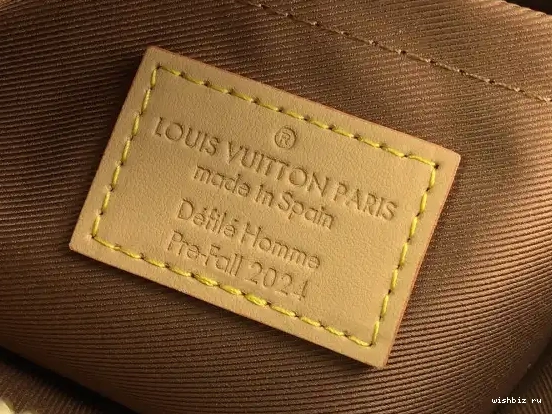 ®
LOUIS VUITTON PARIS
made in Spain
Défilé Homme
Pre-Fall 2024
wishbiz ru